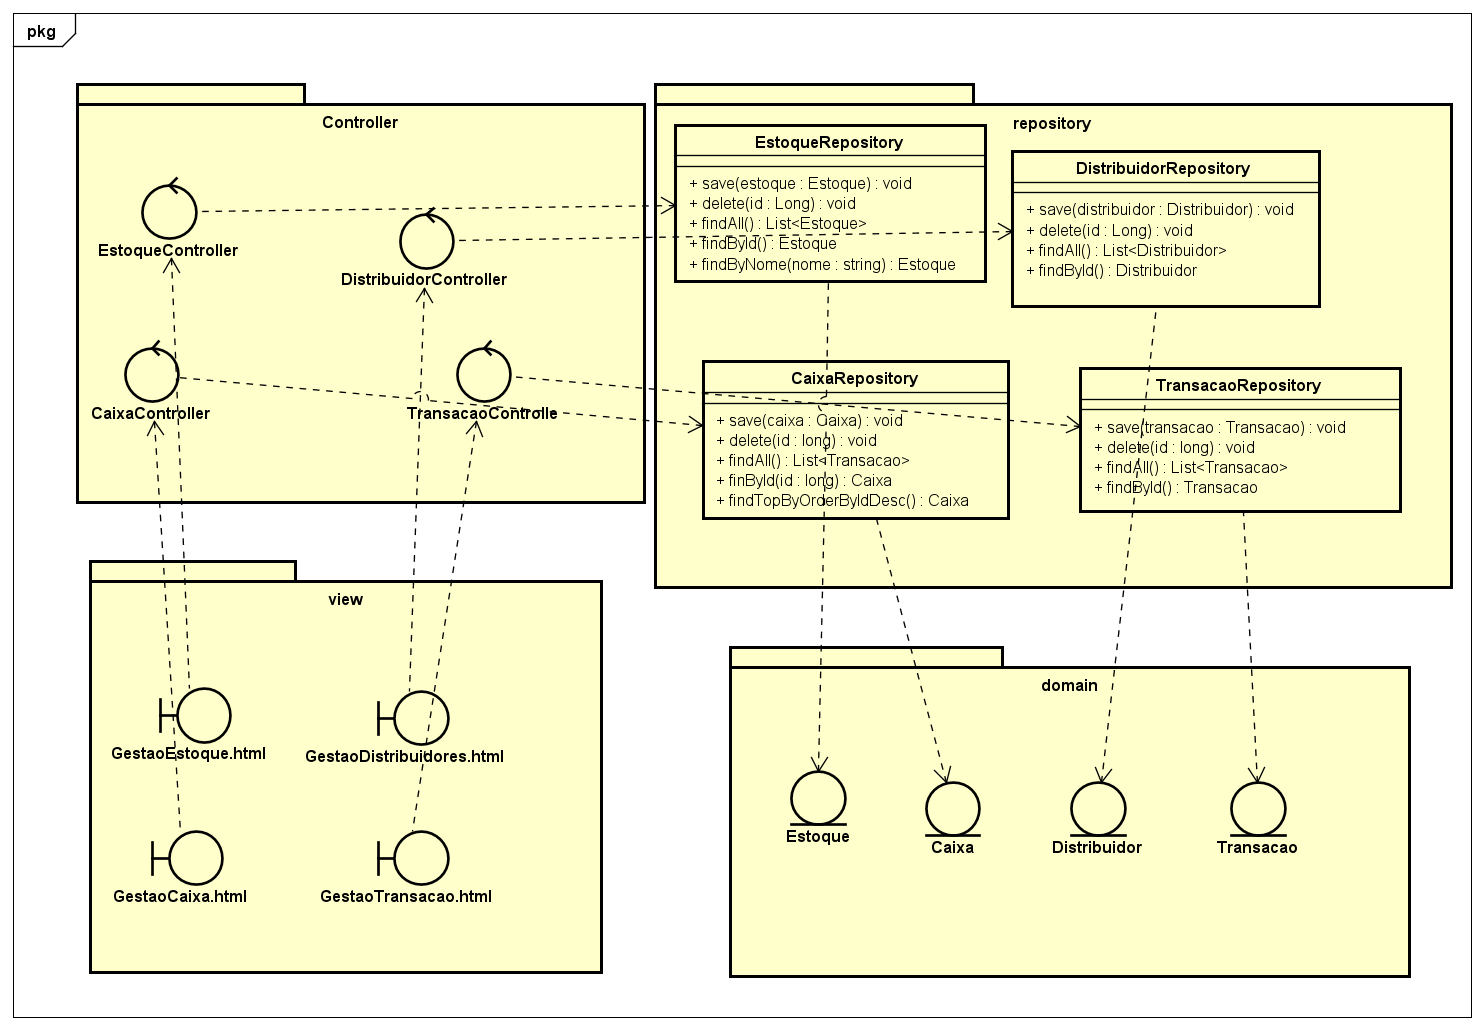 pkg
Controller
EstoqueController
DistribuidorController
CaixaController
TransacaoControlle
repository
EstoqueRepository
+ save(estoque : Estoque) : void
+ delete(id : Long) : void
+ findAll() : List<Estoque>
+ findById() : Estoque
+ findByNome(nome : string) : Estoque
DistribuidorRepository
+ save(distribuidor : Distribuidor) : void
+ delete(id : Long) : void
+ findAll() : List<Distribuidor>
+ findById() : Distribuidor
CaixaRepository
+ save(caixa : Caixa) : void
+ delete(id : long) : void
+ findAll() : List<Transacao>
+ finById(id : long) : Caixa
+ findTopByOrderByIdDesc() : Caixa
TransacaoRepository
+ save(transacao : Transacao) : void
+ delete(id : long) : void
+ findAll() : List<Transacao>
+ findById() : Transacao
view
GestaoEstoque.html
GestaoDistribuidores.html
GestaoCaixa.html
GestaoTransacao.html
domain
Estoque
Caixa
Distribuidor
Transacao